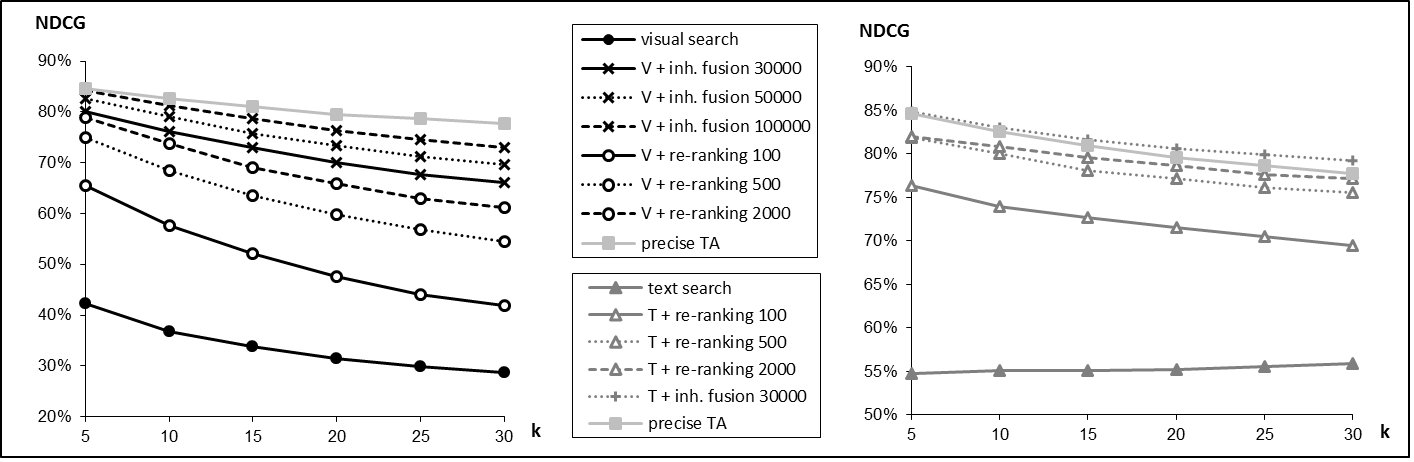 NDCG
90%
80%
70%
60%
50%
40%
30%
20%
5 10 15 20 25 30 k
visual search
V + inh. fusion 30000
V + inh. fusion 50000
V + inh. fusion 100000
V + re-ranking 100
V + re-ranking 500
V + re-ranking 2000
precise TA
text search
T + re-ranking 100
T + re-ranking 500
T + re-ranking 2000
T + inh. fusion 30000
precise TA
NDCG
90%
85%
80%
75%
70%
65%
60%
55%
50%
5 10 15 20 25 30 k